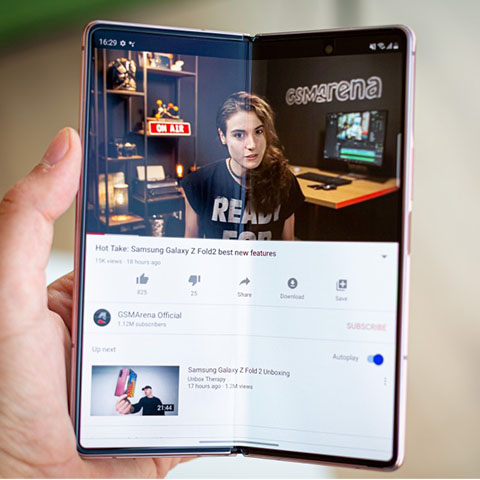 16:29
GSMArena
ON AIR
READY
FOR
Hot Take: Samsung Galaxy Z Fold2 best new features
15K views · 18 hours ago
825
25
Share
Download
Save
GSMArena Official
1.12M subscribers
SUBSCRIBE
Up next
Autoplay
Samsung Galaxy Z Fold 2 Unboxing
Unbox Therapy
17 hours ago · 1.3M views
21:44